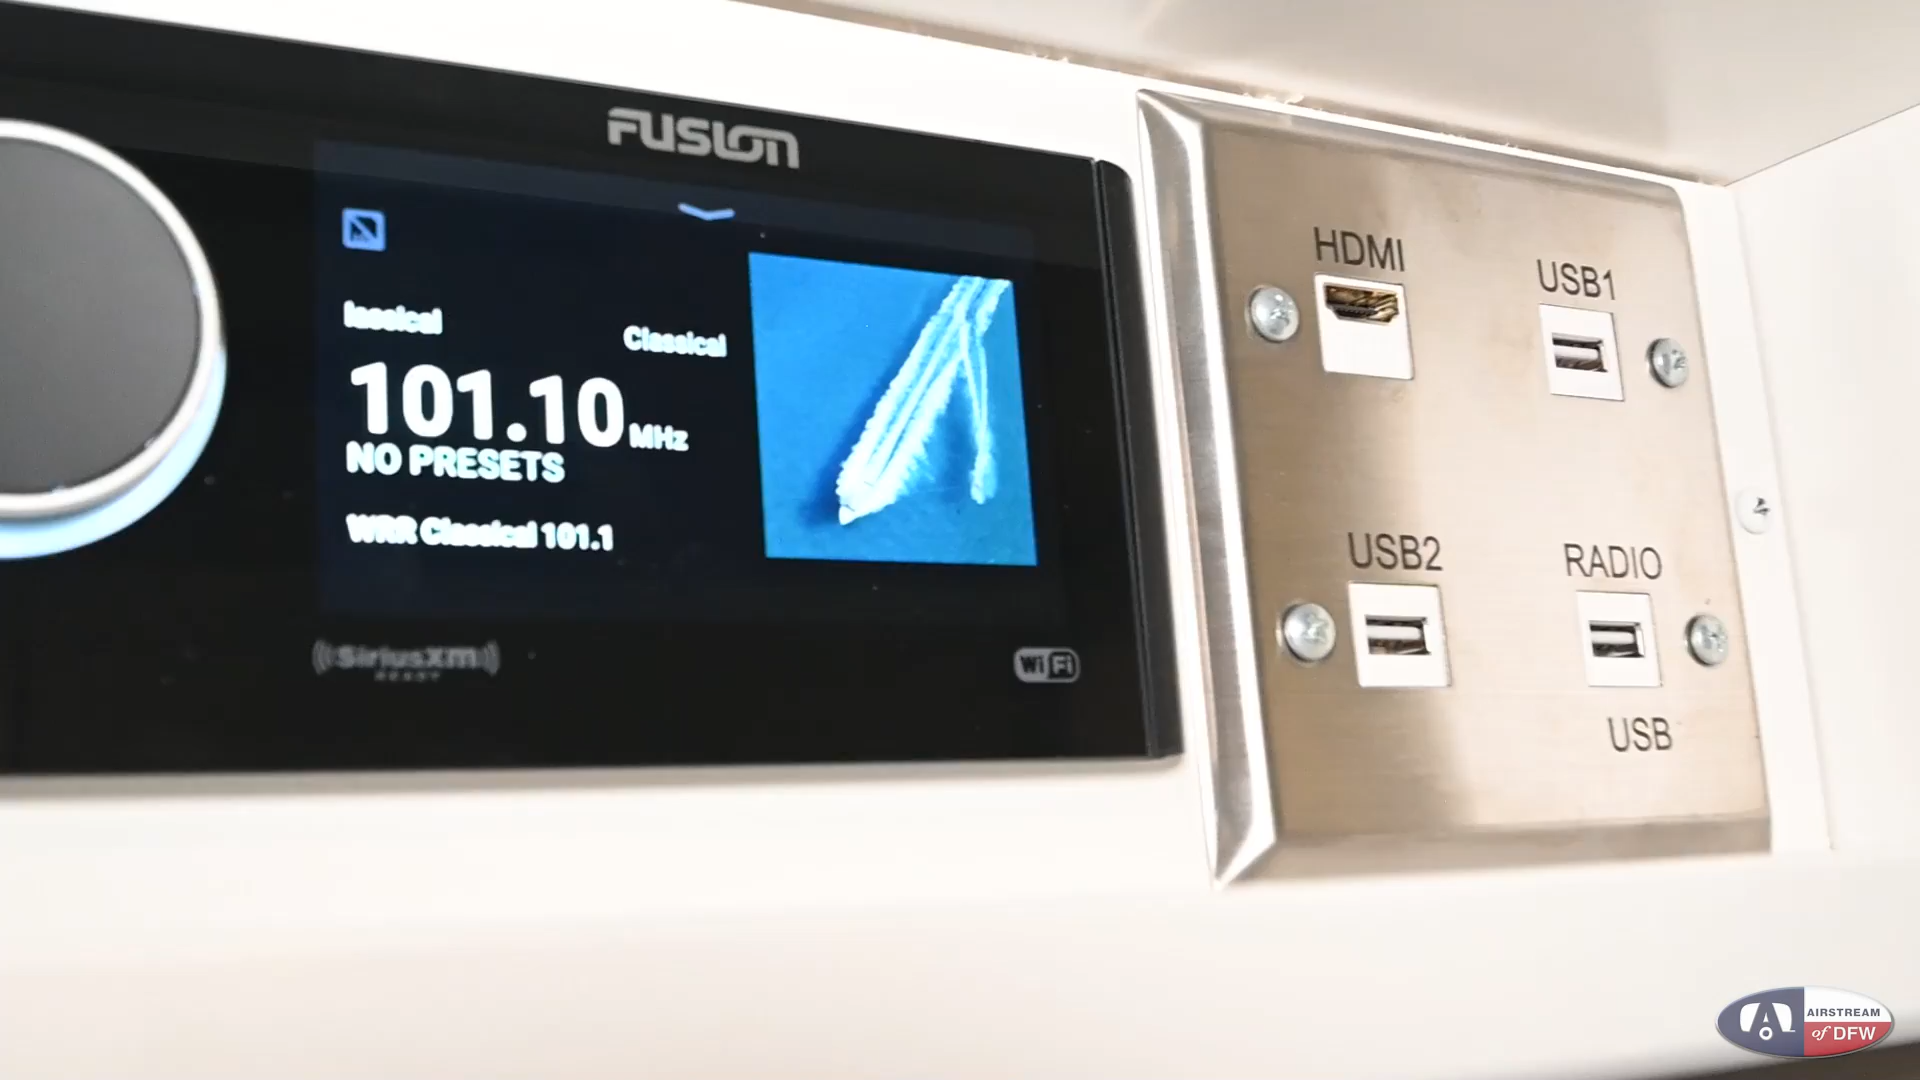 FUSION
lassical
Classical
101.10 MHz
NO PRESETS
WRR Classical 101.1
((SiriusXM))
READY
WiFi
HDMI
USB1
USB2
RADIO
USB
AIRSTREAM
of DFW